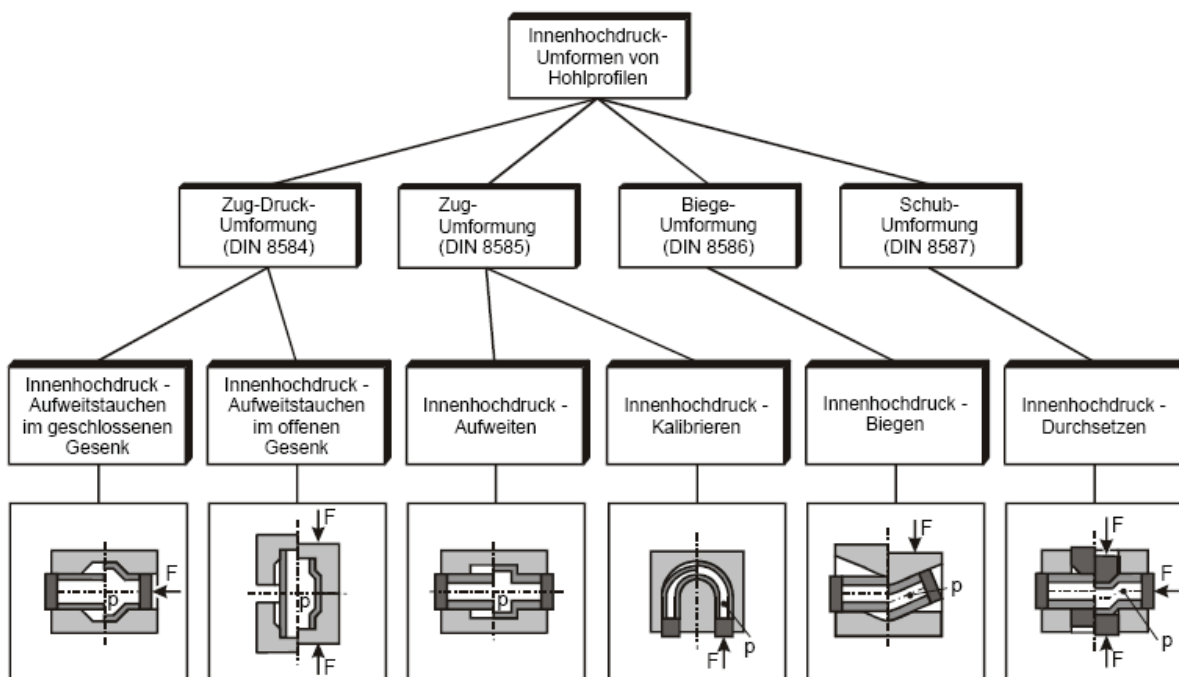 Innenhochdruck-
Umformen von
Hohlprofilen
Zug-Druck-
Umformung
(DIN 8584)
Zug-
Umformung
(DIN 8585)
Biege-
Umformung
(DIN 8586)
Schub-
Umformung
(DIN 8587)
Innenhochdruck -
Aufweitstauchen
im geschlossenen
Gesenk
Innenhochdruck -
Aufweitstauchen
im offenen
Gesenk
Innenhochdruck -
Aufweiten
Innenhochdruck -
Kalibrieren
Innenhochdruck -
Biegen
Innenhochdruck -
Durchsetzen
F
p
F
p
F
p
p
F
F
p
F
F
p
F